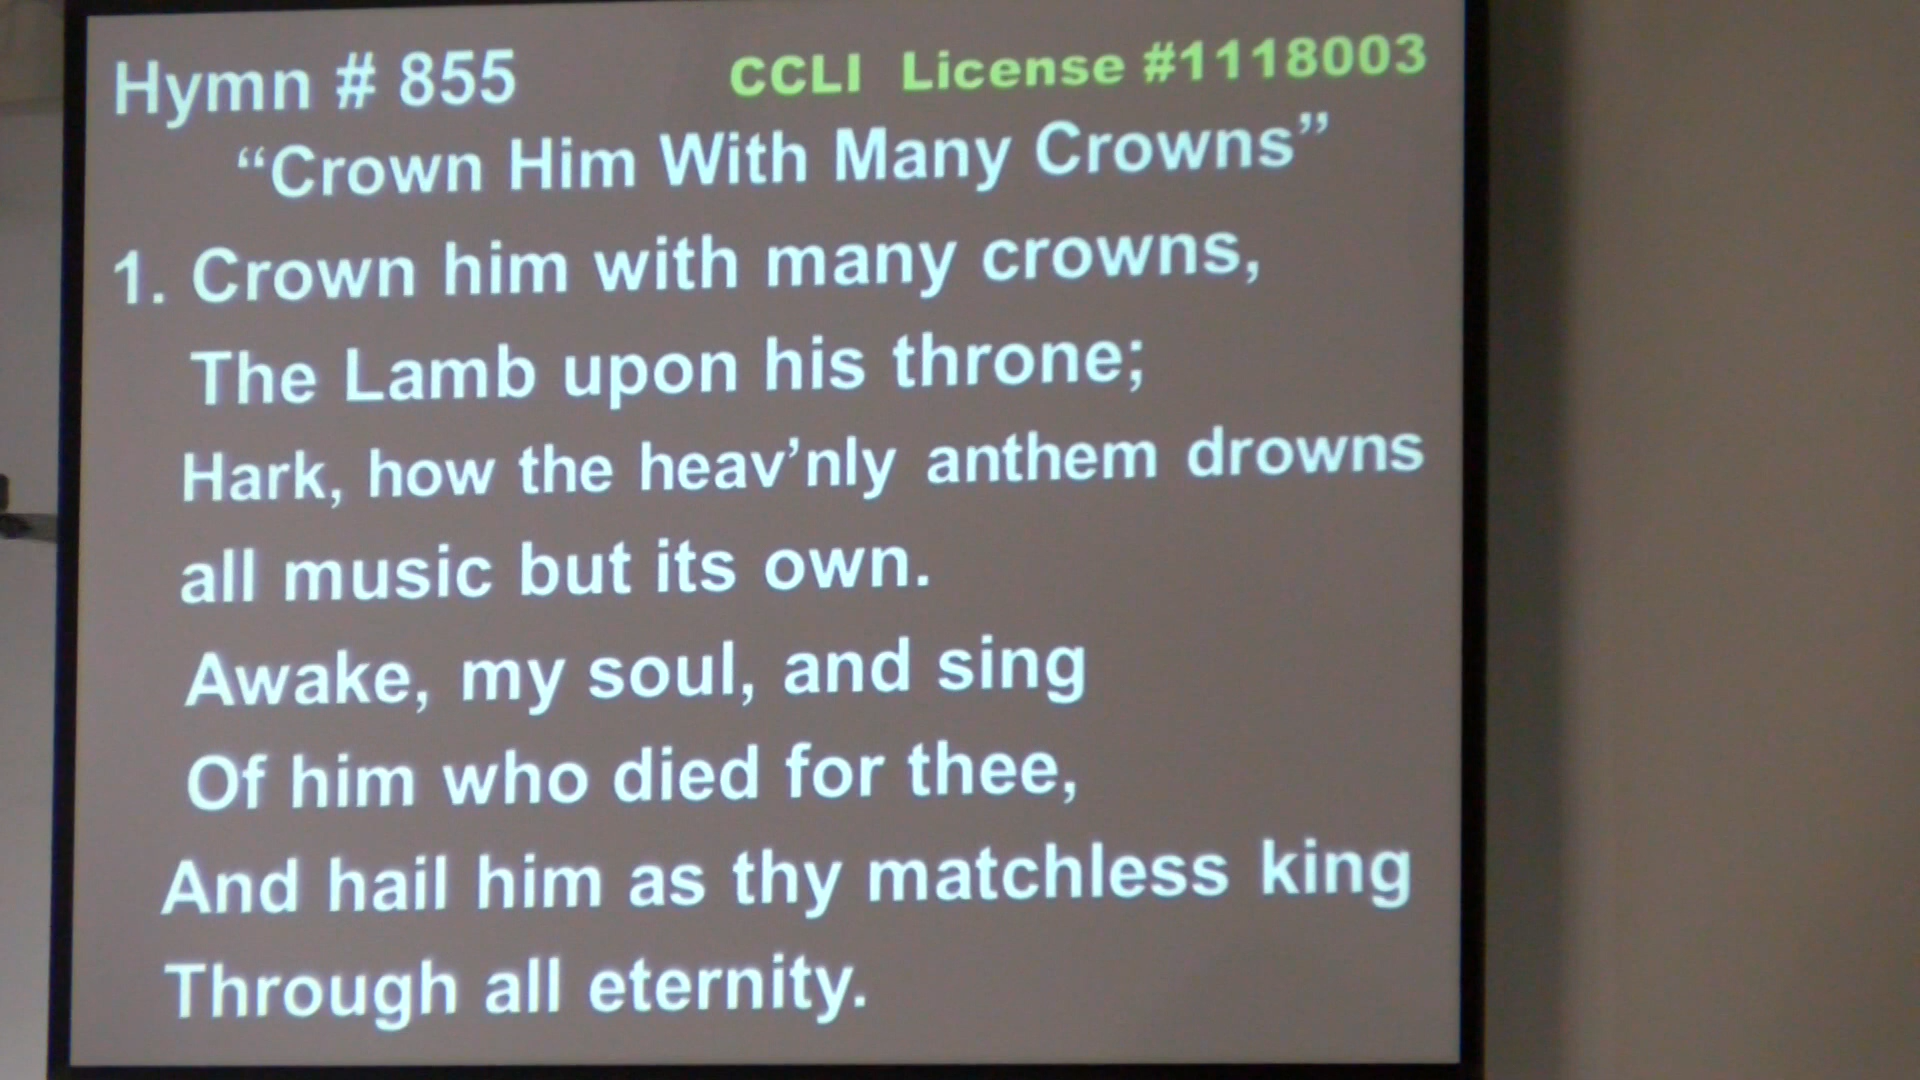 Hymn # 855 CCLI License #1118003
“Crown Him With Many Crowns”
1. Crown him with many crowns,
The Lamb upon his throne;
Hark, how the heav’nly anthem drowns
all music but its own.
Awake, my soul, and sing
Of him who died for thee,
And hail him as thy matchless king
Through all eternity.